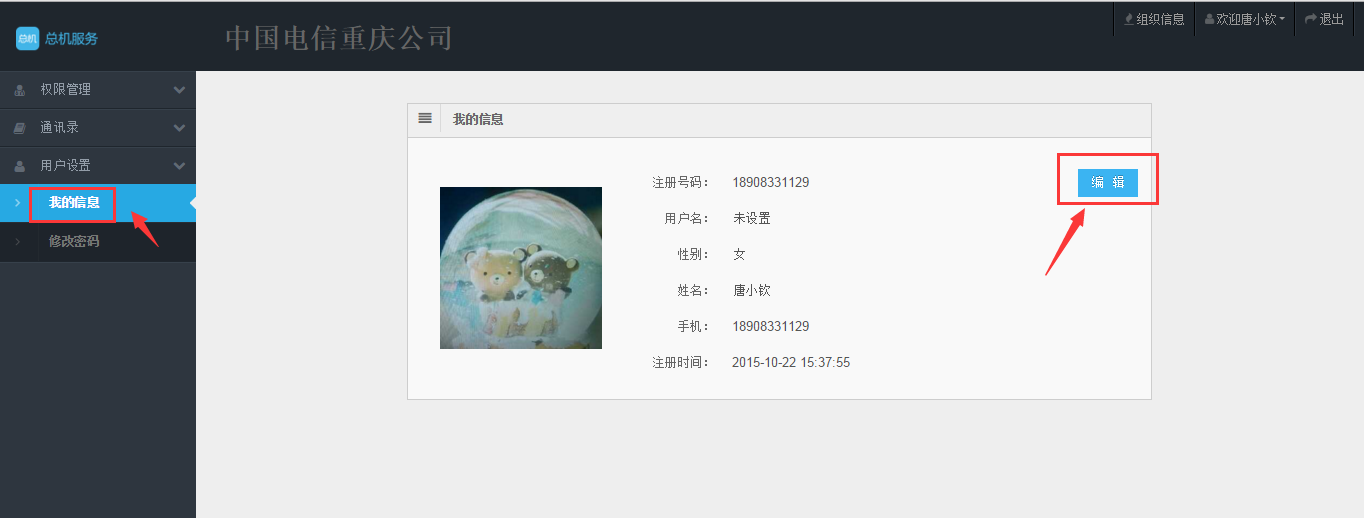 组织信息
欢迎唐小钦
退出
总机
总机服务
中国电信重庆公司
权限管理
通讯录
用户设置
我的信息
修改密码
我的信息
编 辑
注册号码： 18908331129
用户名： 未设置
性别： 女
姓名： 唐小钦
手机： 18908331129
注册时间： 2015-10-22 15:37:55